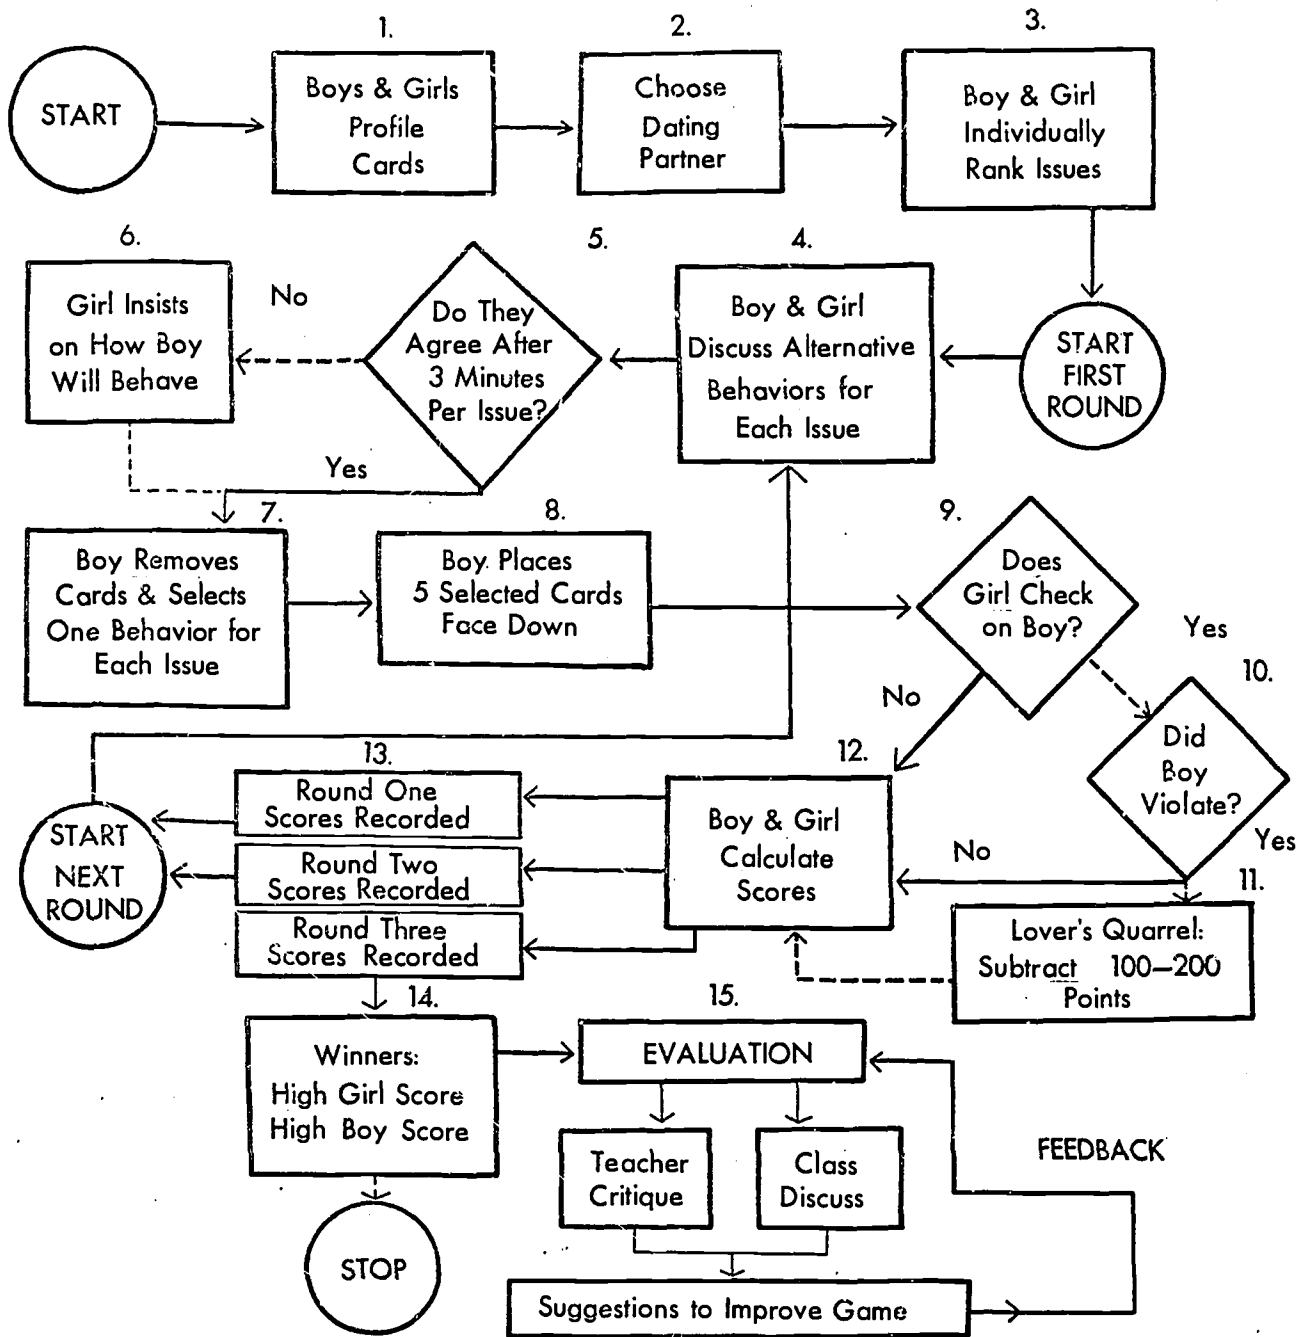 START
1.
Boys & Girls
Profile
Cards
2.
Choose
Dating
Partner
3.
Boy & Girl
Individually
Rank Issues
START
FIRST
ROUND
4.
Boy & Girl
Discuss Alternative
Behaviors for
Each Issue
5.
Do They
Agree After
3 Minutes
Per Issue?
No
Yes
6.
Girl Insists
on How Boy
Will Behave
7.
Boy Removes
Cards & Selects
One Behavior for
Each Issue
8.
Boy Places
5 Selected Cards
Face Down
9.
Does
Girl Check
on Boy?
Yes
No
10.
Did
Boy
Violate?
Yes
No
11.
Lover's Quarrel:
Subtract 100–200
Points
12.
Boy & Girl
Calculate
Scores
13.
Round One
Scores Recorded
Round Two
Scores Recorded
Round Three
Scores Recorded
START
NEXT
ROUND
14.
Winners:
High Girl Score
High Boy Score
STOP
15.
EVALUATION
Teacher
Critique
Class
Discuss
FEEDBACK
Suggestions to Improve Game